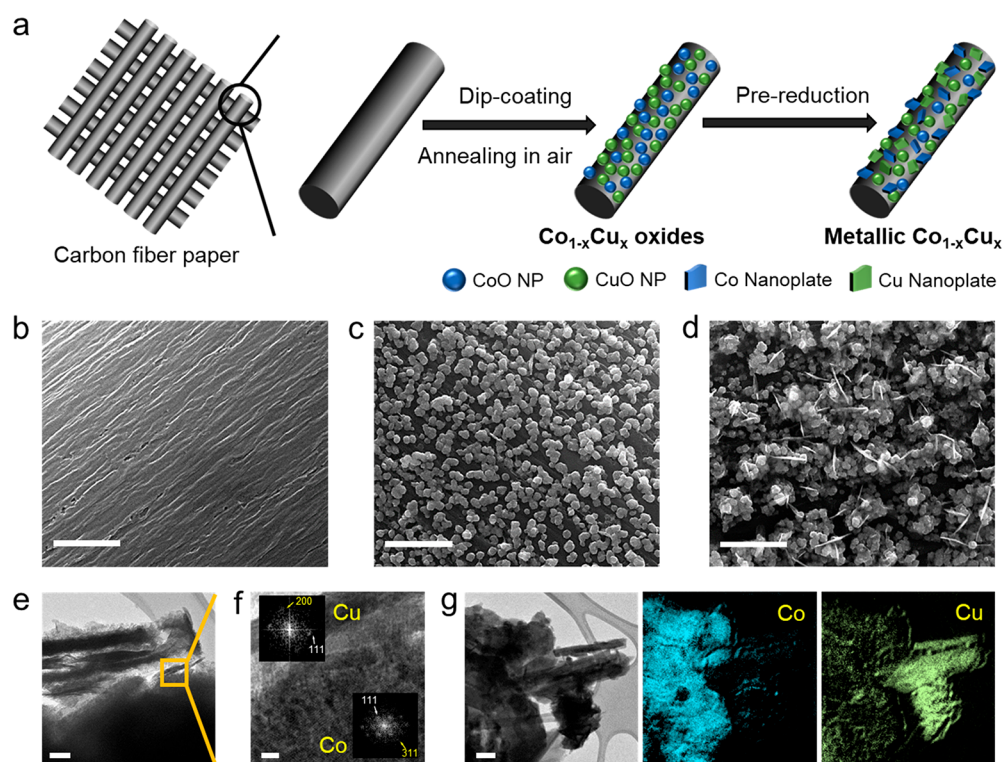 a
Carbon fiber paper
Dip-coating
Annealing in air
Pre-reduction
Co1-xCux oxides
Metallic Co1-xCux
CoO NP
CuO NP
Co Nanoplate
Cu Nanoplate
b
c
d
e
f
200
Cu
111
111
Co
311
g
Co
Cu